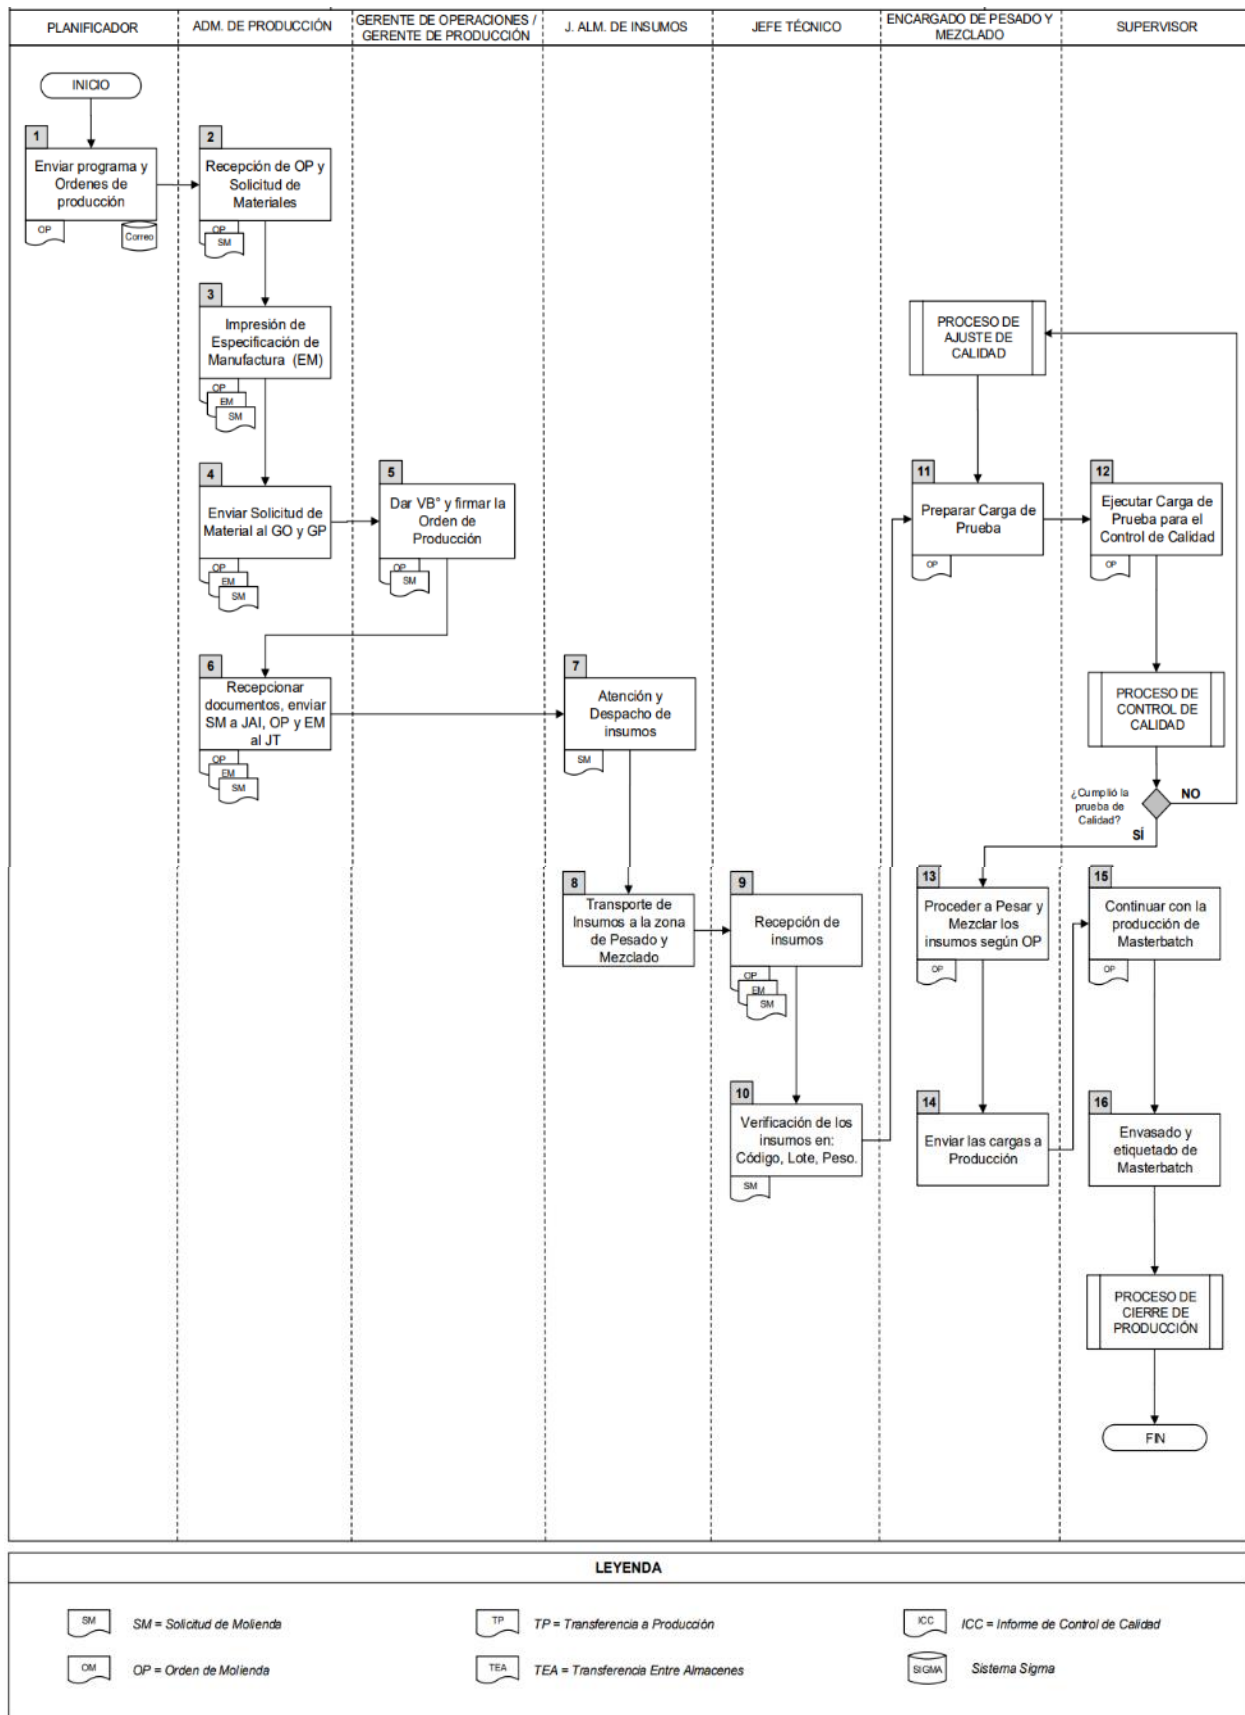 PLANIFICADOR
ADM. DE PRODUCCIÓN
GERENTE DE OPERACIONES /
GERENTE DE PRODUCCIÓN
J. ALM. DE INSUMOS
JEFE TÉCNICO
ENCARGADO DE PESADO Y
MEZCLADO
SUPERVISOR
INICIO
1
Enviar programa y
Ordenes de
producción
OP
Correo
2
Recepción de OP y
Solicitud de
Materiales
OP
SM
3
Impresión de
Especificación de
Manufactura (EM)
OP
EM
SM
4
Enviar Solicitud de
Material al GO y GP
OP
EM
SM
5
Dar VB° y firmar la
Orden de
Producción
OP
SM
6
Recepcionar
documentos, enviar
SM a JAI, OP y EM
al JT
OP
EM
SM
7
Atención y
Despacho de
insumos
SM
8
Transporte de
Insumos a la zona
de Pesado y
Mezclado
9
Recepción de
insumos
OP
EM
SM
10
Verificación de los
insumos en:
Código, Lote, Peso.
SM
PROCESO DE
AJUSTE DE
CALIDAD
11
Preparar Carga de
Prueba
OP
12
Ejecutar Carga de
Prueba para el
Control de Calidad
OP
PROCESO DE
CONTROL DE
CALIDAD
¿Cumplió la
prueba de
Calidad?
NO
SÍ
13
Proceder a Pesar y
Mezclar los
insumos según OP
OP
14
Enviar las cargas a
Producción
15
Continuar con la
producción de
Masterbatch
OP
16
Envasado y
etiquetado de
Masterbatch
PROCESO DE
CIERRE DE
PRODUCCIÓN
FIN
LEYENDA
SM
SM = Solicitud de Molienda
TP
TP = Transferencia a Producción
ICC
ICC = Informe de Control de Calidad
OM
OP = Orden de Molienda
TEA
TEA = Transferencia Entre Almacenes
SIGMA
Sistema Sigma